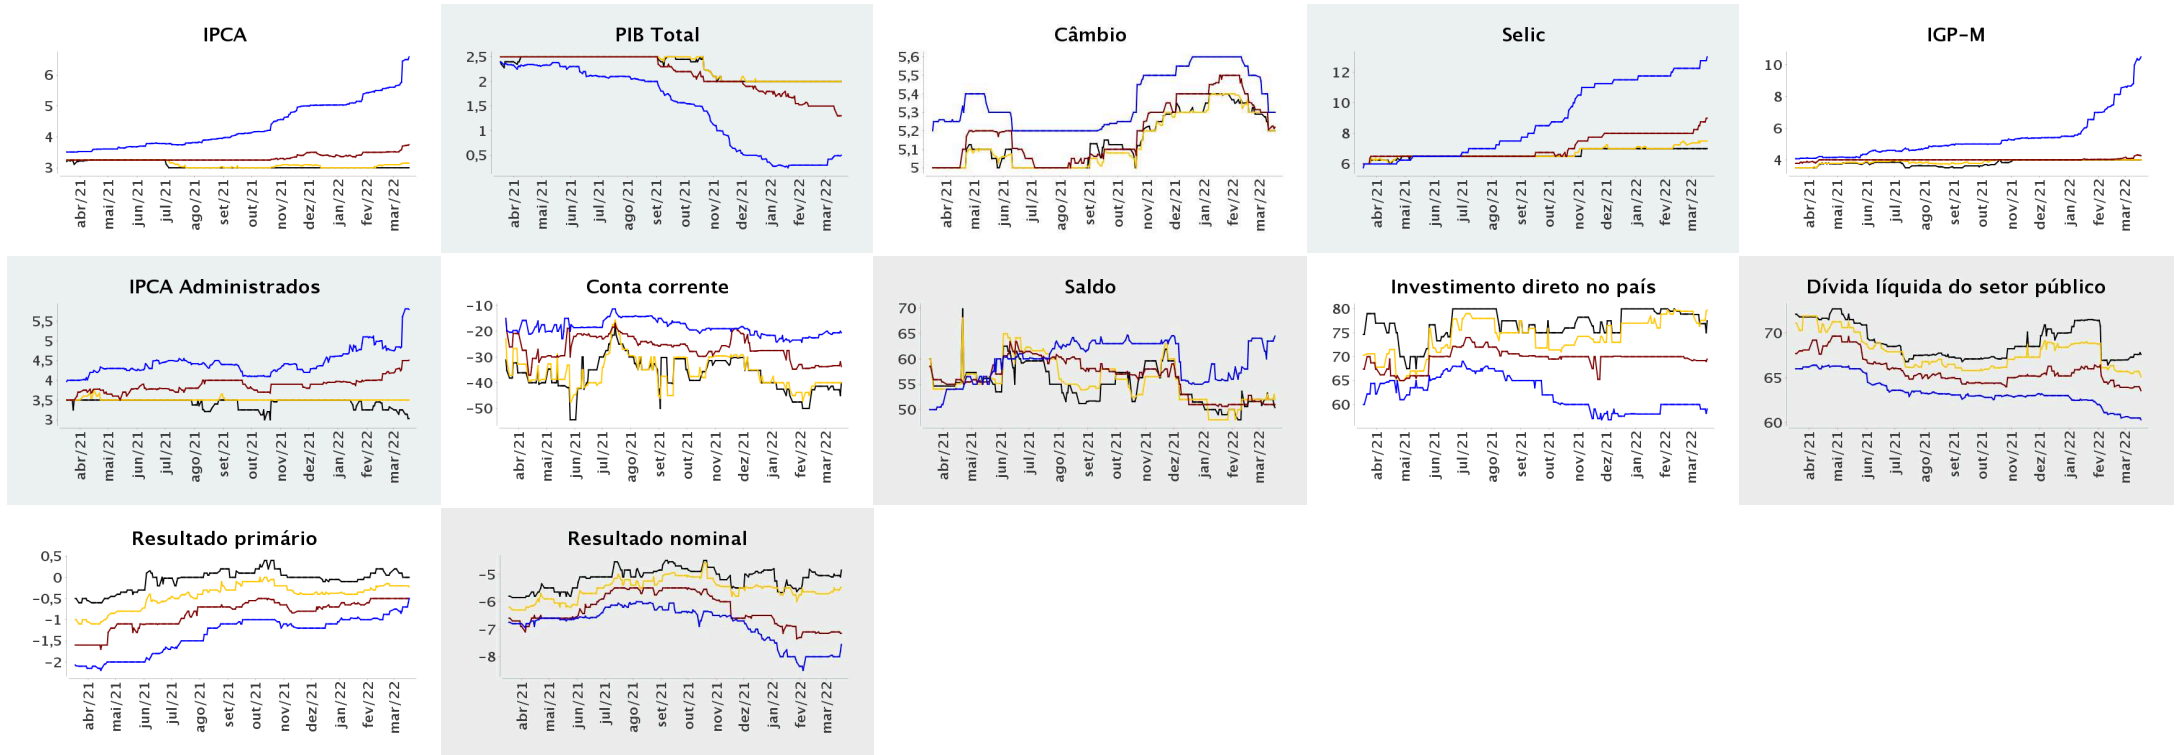 IPCA
6
5
4
3
abr/21
mai/21
jun/21
jul/21
ago/21
set/21
out/21
nov/21
dez/21
jan/22
fev/22
mar/22
PIB Total
2,5
2
1,5
1
0,5
abr/21
mai/21
jun/21
jul/21
ago/21
set/21
out/21
nov/21
dez/21
jan/22
fev/22
mar/22
Câmbio
5,6
5,5
5,4
5,3
5,2
5,1
5
abr/21
mai/21
jun/21
jul/21
ago/21
set/21
out/21
nov/21
dez/21
jan/22
fev/22
mar/22
Selic
12
10
8
6
abr/21
mai/21
jun/21
jul/21
ago/21
set/21
out/21
nov/21
dez/21
jan/22
fev/22
mar/22
IGP-M
10
8
6
4
abr/21
mai/21
jun/21
jul/21
ago/21
set/21
out/21
nov/21
dez/21
jan/22
fev/22
mar/22
IPCA Administrados
5,5
5
4,5
4
3,5
3
abr/21
mai/21
jun/21
jul/21
ago/21
set/21
out/21
nov/21
dez/21
jan/22
fev/22
mar/22
Conta corrente
-10
-20
-30
-40
-50
abr/21
mai/21
jun/21
jul/21
ago/21
set/21
out/21
nov/21
dez/21
jan/22
fev/22
mar/22
Saldo
70
65
60
55
50
abr/21
mai/21
jun/21
jul/21
ago/21
set/21
out/21
nov/21
dez/21
jan/22
fev/22
mar/22
Investimento direto no país
80
75
70
65
60
abr/21
mai/21
jun/21
jul/21
ago/21
set/21
out/21
nov/21
dez/21
jan/22
fev/22
mar/22
Dívida líquida do setor público
70
65
60
abr/21
mai/21
jun/21
jul/21
ago/21
set/21
out/21
nov/21
dez/21
jan/22
fev/22
mar/22
Resultado primário
0,5
0
-0,5
-1
-1,5
-2
abr/21
mai/21
jun/21
jul/21
ago/21
set/21
out/21
nov/21
dez/21
jan/22
fev/22
mar/22
Resultado nominal
-5
-6
-7
-8
abr/21
mai/21
jun/21
jul/21
ago/21
set/21
out/21
nov/21
dez/21
jan/22
fev/22
mar/22